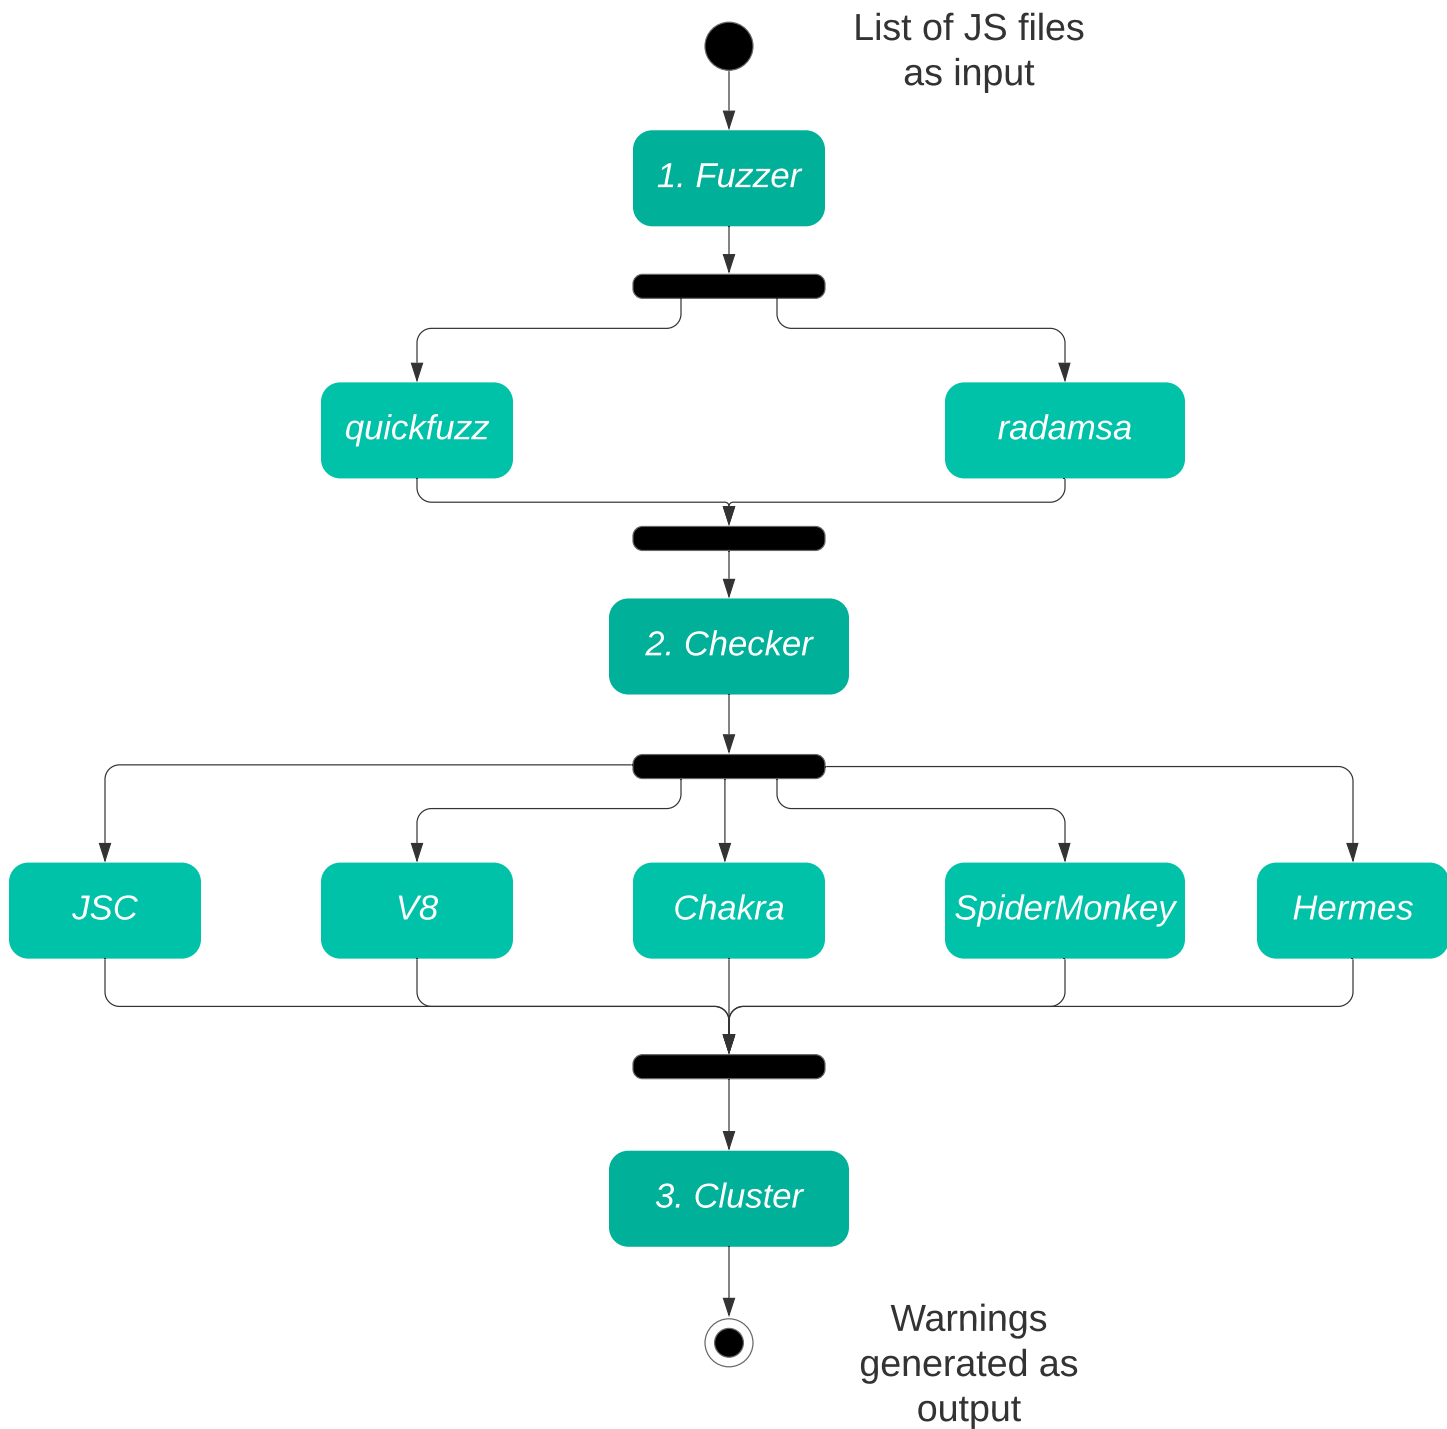 List of JS files
as input
1. Fuzzer
quickfuzz
radamsa
2. Checker
JSC
V8
Chakra
SpiderMonkey
Hermes
3. Cluster
Warnings
generated as
output